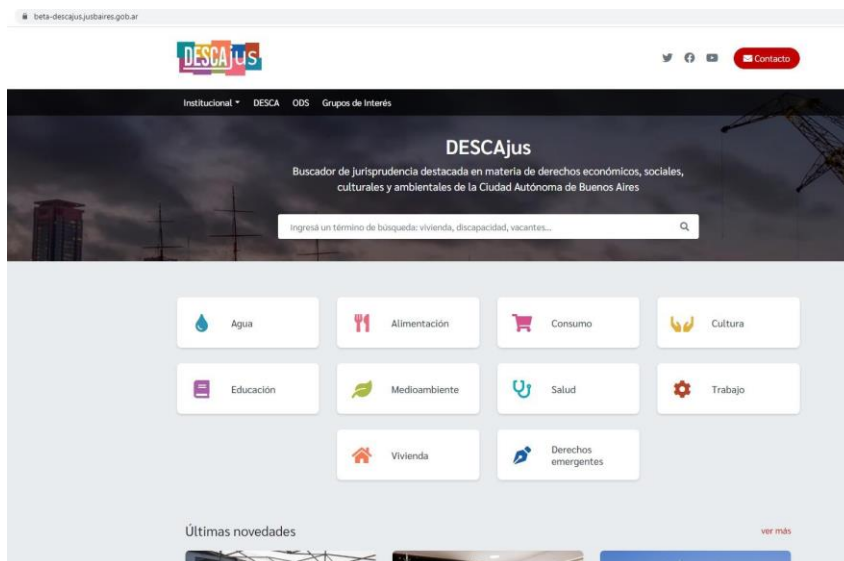 beta-descajus.jusbaires.gob.ar
DESCAjus
Contacto
Institucional DESCA ODS Grupos de Interés
DESCAjus
Buscador de jurisprudencia destacada en materia de derechos económicos, sociales,
culturales y ambientales de la Ciudad Autónoma de Buenos Aires
Ingresá un término de búsqueda: vivienda, discapacidad, vacantes...
Agua
Alimentación
Consumo
Cultura
Educación
Medioambiente
Salud
Trabajo
Vivienda
Derechos
emergentes
Últimas novedades
ver más